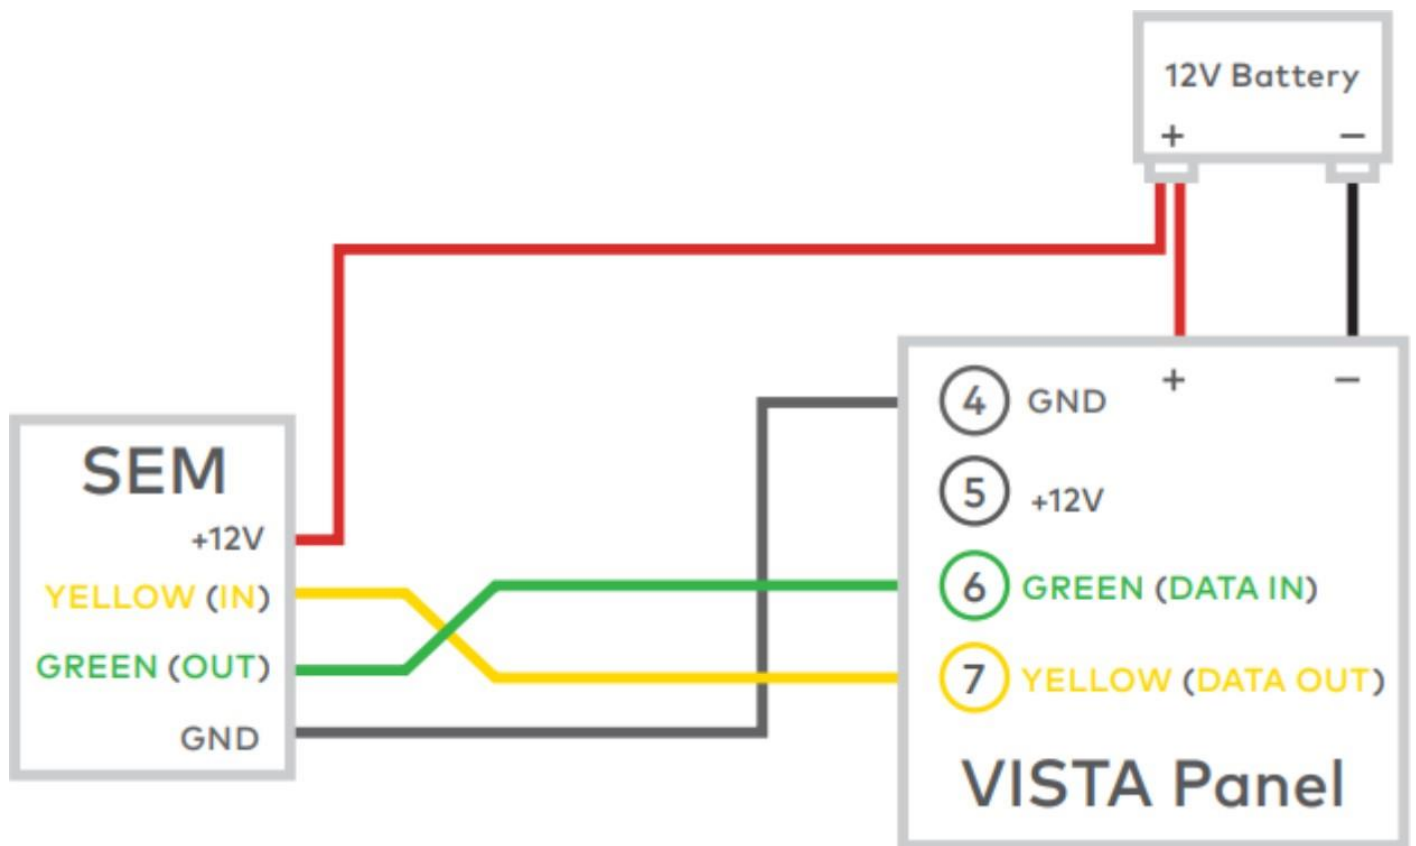 12V Battery
+ −
SEM
+12V
YELLOW (IN)
GREEN (OUT)
GND
+ −
4 GND
5 +12V
6 GREEN (DATA IN)
7 YELLOW (DATA OUT)
VISTA Panel